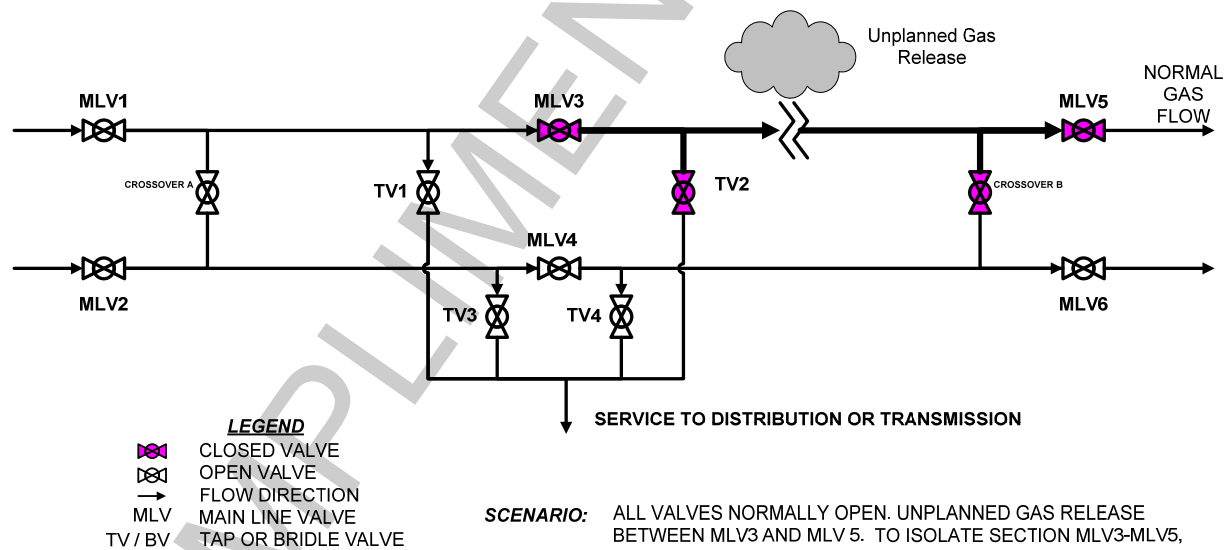 Unplanned Gas
Release
NORMAL
GAS
FLOW
MLV1
MLV3
MLV5
CROSSOVER A
TV1
TV2
CROSSOVER B
MLV4
MLV2
TV3
TV4
MLV6
SERVICE TO DISTRIBUTION OR TRANSMISSION
LEGEND
CLOSED VALVE
OPEN VALVE
FLOW DIRECTION
MLV MAIN LINE VALVE
TV / BV TAP OR BRIDLE VALVE
SCENARIO: ALL VALVES NORMALLY OPEN. UNPLANNED GAS RELEASE
BETWEEN MLV3 AND MLV 5. TO ISOLATE SECTION MLV3-MLV5,
MPLIMEN